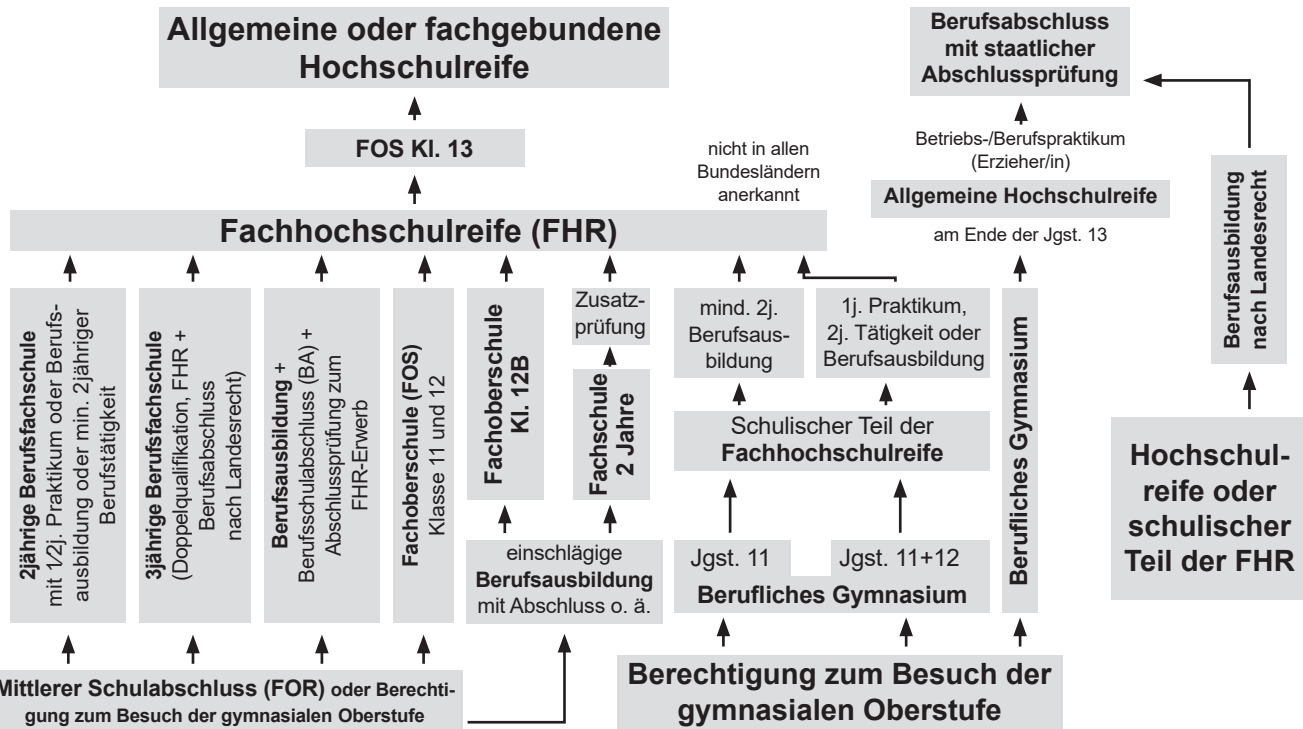 Allgemeine oder fachgebundene
Hochschulreife
Berufsabschluss
mit staatlicher
Abschlussprüfung
FOS Kl. 13
nicht in allen
Bundesländern
anerkannt
Betriebs-/Berufspraktikum
(Erzieher/in)
Allgemeine Hochschulreife
am Ende der Jgst. 13
Fachhochschulreife (FHR)
2jährige Berufsfachschule
mit 1/2j. Praktikum oder Berufs-
ausbildung oder min. 2jähriger
Berufstätigkeit
3jährige Berufsfachschule
(Doppelqualifikation, FHR +
Berufsabschluss
nach Landesrecht)
Berufsausbildung +
Berufsschulabschluss (BA) +
Abschlussprüfung zum
FHR-Erwerb
Fachoberschule (FOS)
Klasse 11 und 12
Fachoberschule
Kl. 12B
Zusatz-
prüfung
Fachschule
2 Jahre
einschlägige
Berufsausbildung
mit Abschluss o. ä.
mind. 2j.
Berufsaus-
bildung
1j. Praktikum,
2j. Tätigkeit oder
Berufsausbildung
Schulischer Teil der
Fachhochschulreife
Jgst. 11
Jgst. 11+12
Berufliches Gymnasium
Berufliches Gymnasium
Berufsausbildung
nach Landesrecht
Hochschul-
reife oder
schulischer
Teil der FHR
Mittlerer Schulabschluss (FOR) oder Berechti-
gung zum Besuch der gymnasialen Oberstufe
Berechtigung zum Besuch der
gymnasialen Oberstufe